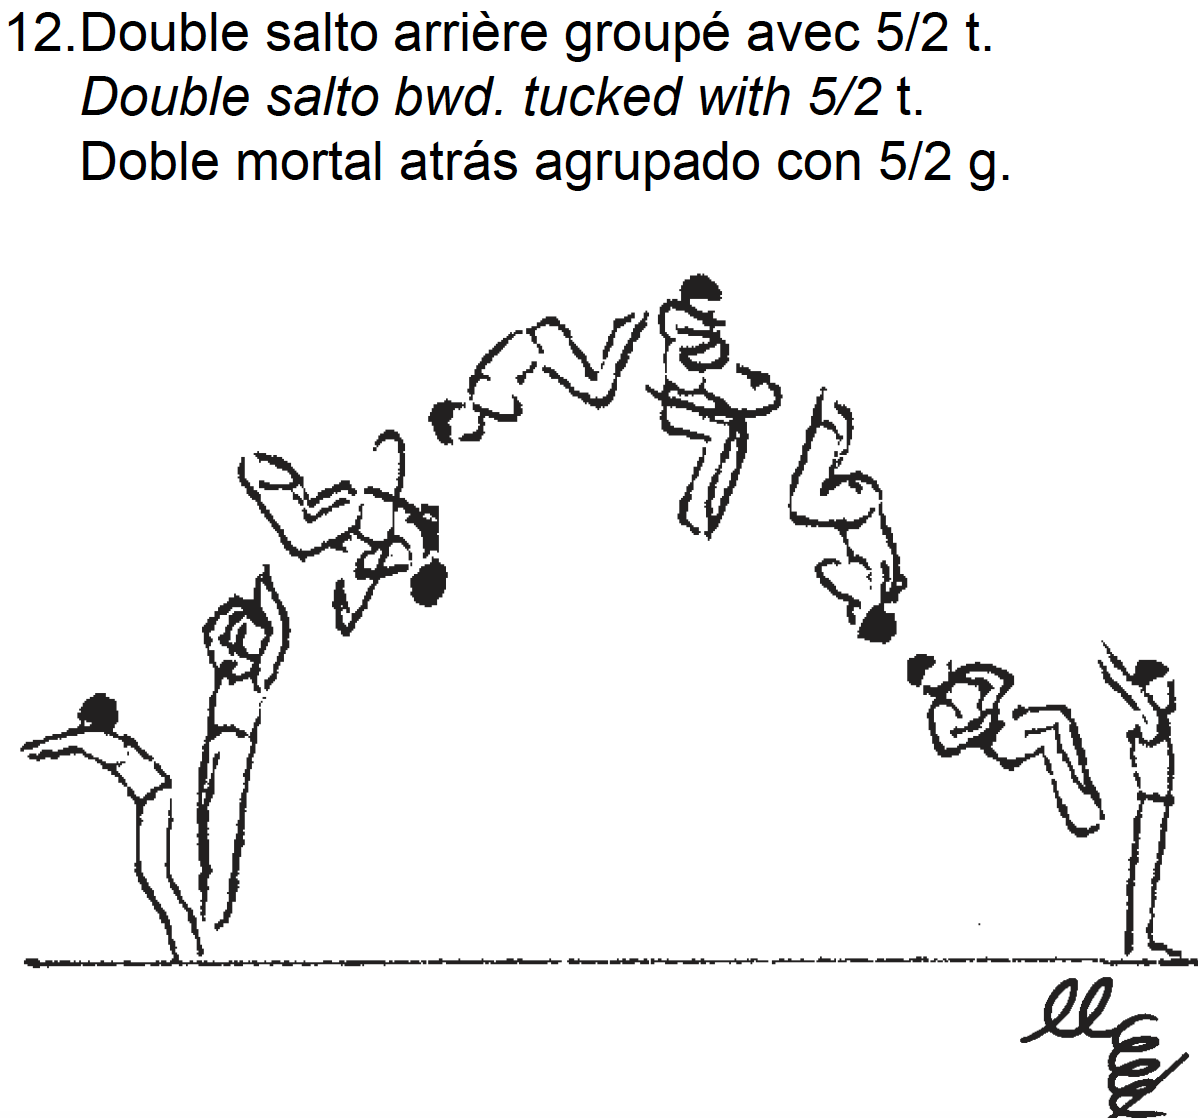 12.Double salto arrière groupé avec 5/2 t.
Double salto bwd. tucked with 5/2 t.
Doble mortal atrás agrupado con 5/2 g.